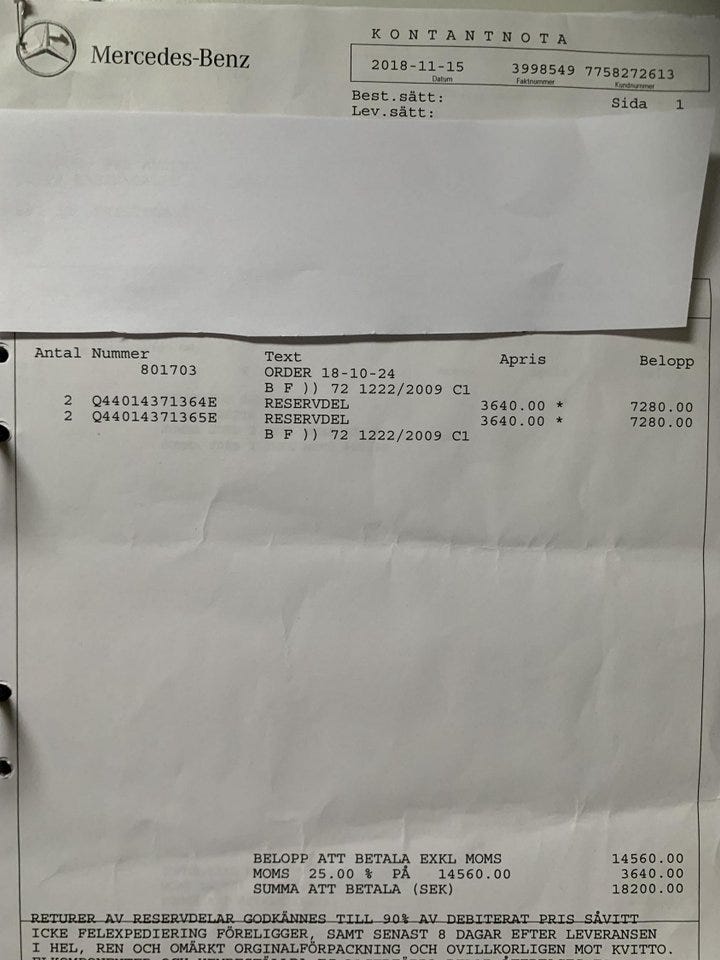 Mercedes-Benz
KONTANTNOTA
2018-11-15 3998549 7758272613
Datum Faktnummer Kundnummer
Best.sätt: Sida 1
Lev.sätt:
Antal Nummer Text Apris Belopp
801703 ORDER 18-10-24
B F )) 72 1222/2009 C1
2 Q44014371364E RESERVDEL 3640.00 * 7280.00
2 Q44014371365E RESERVDEL 3640.00 * 7280.00
B F )) 72 1222/2009 C1
BELOPP ATT BETALA EXKL MOMS 14560.00
MOMS 25.00 % PÅ 14560.00 3640.00
SUMMA ATT BETALA (SEK) 18200.00
RETURER AV RESERVDELAR GODKÄNNES TILL 90% AV DEBITERAT PRIS SÅVITT
ICKE FELEXPEDIERING FÖRELIGGER, SAMT SENAST 8 DAGAR EFTER LEVERANSEN
I HEL, REN OCH OMÄRKT ORGINALFÖRPACKNING OCH OVILLKORLIGEN MOT KVITTO.